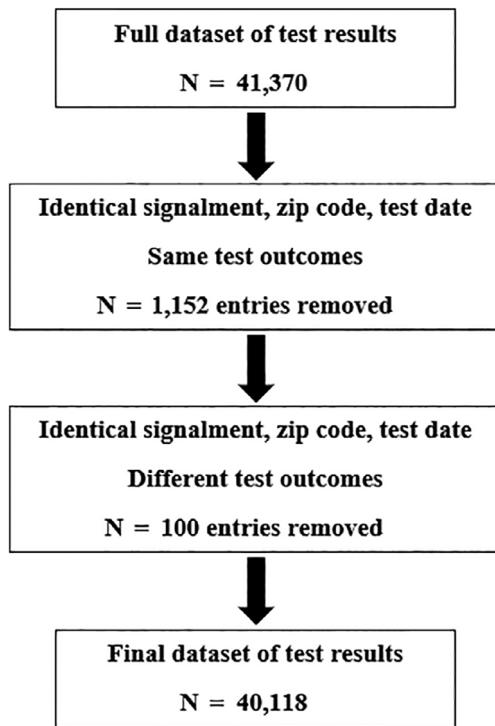 Full dataset of test results
N = 41,370
Identical signalment, zip code, test date
Same test outcomes
N = 1,152 entries removed
Identical signalment, zip code, test date
Different test outcomes
N = 100 entries removed
Final dataset of test results
N = 40,118